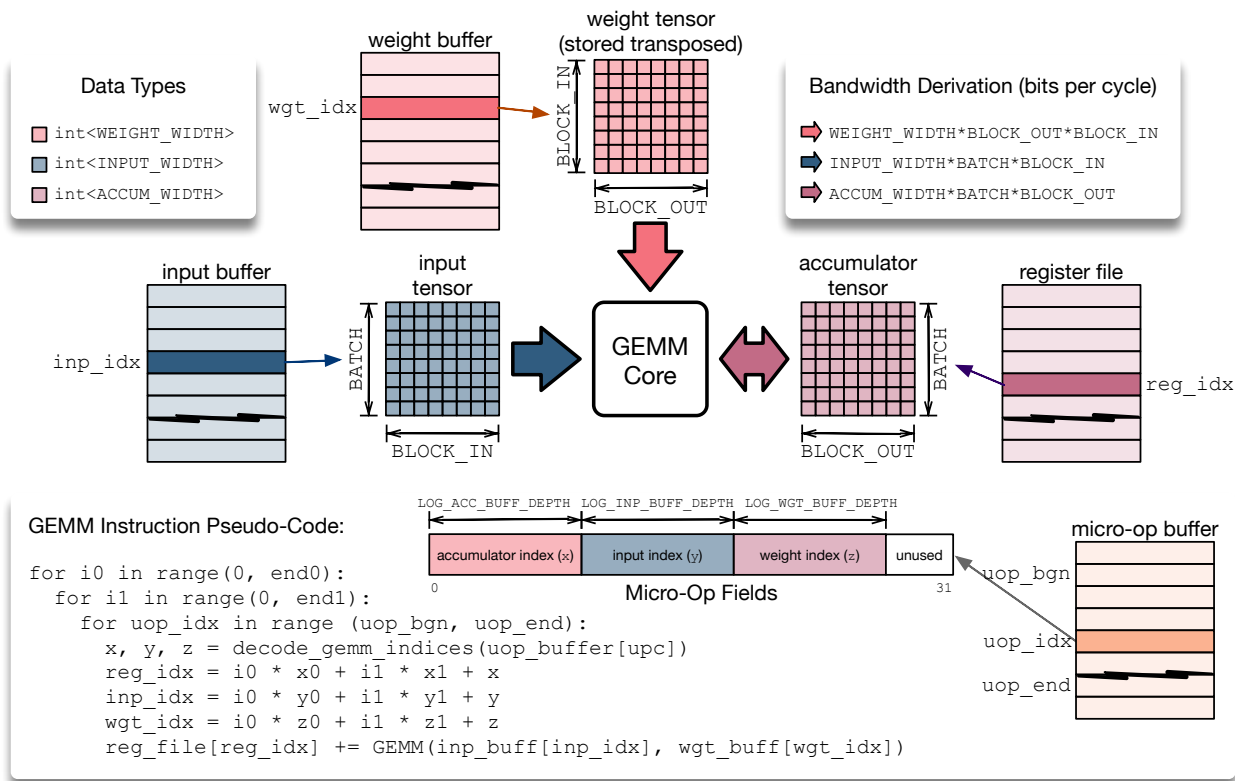 weight buffer
weight tensor
(stored transposed)
Data Types
int<WEIGHT_WIDTH>
int<INPUT_WIDTH>
int<ACCUM_WIDTH>
wgt_idx
BLOCK_IN
BLOCK_OUT
Bandwidth Derivation (bits per cycle)
WEIGHT_WIDTH*BLOCK_OUT*BLOCK_IN
INPUT_WIDTH*BATCH*BLOCK_IN
ACCUM_WIDTH*BATCH*BLOCK_OUT
input buffer
inp_idx
input
tensor
BATCH
BLOCK_IN
GEMM
Core
accumulator
tensor
BATCH
BLOCK_OUT
register file
reg_idx
GEMM Instruction Pseudo-Code:
for i0 in range(0, end0):
for i1 in range(0, end1):
for uop_idx in range (uop_bgn, uop_end):
x, y, z = decode_gemm_indices(uop_buffer[upc])
reg_idx = i0 * x0 + i1 * x1 + x
inp_idx = i0 * y0 + i1 * y1 + y
wgt_idx = i0 * z0 + i1 * z1 + z
reg_file[reg_idx] += GEMM(inp_buff[inp_idx], wgt_buff[wgt_idx])
LOG_ACC_BUFF_DEPTH LOG_INP_BUFF_DEPTH LOG_WGT_BUFF_DEPTH
accumulator index (x) input index (y) weight index (z) unused
0 31
Micro-Op Fields
micro-op buffer
uop_bgn
uop_idx
uop_end